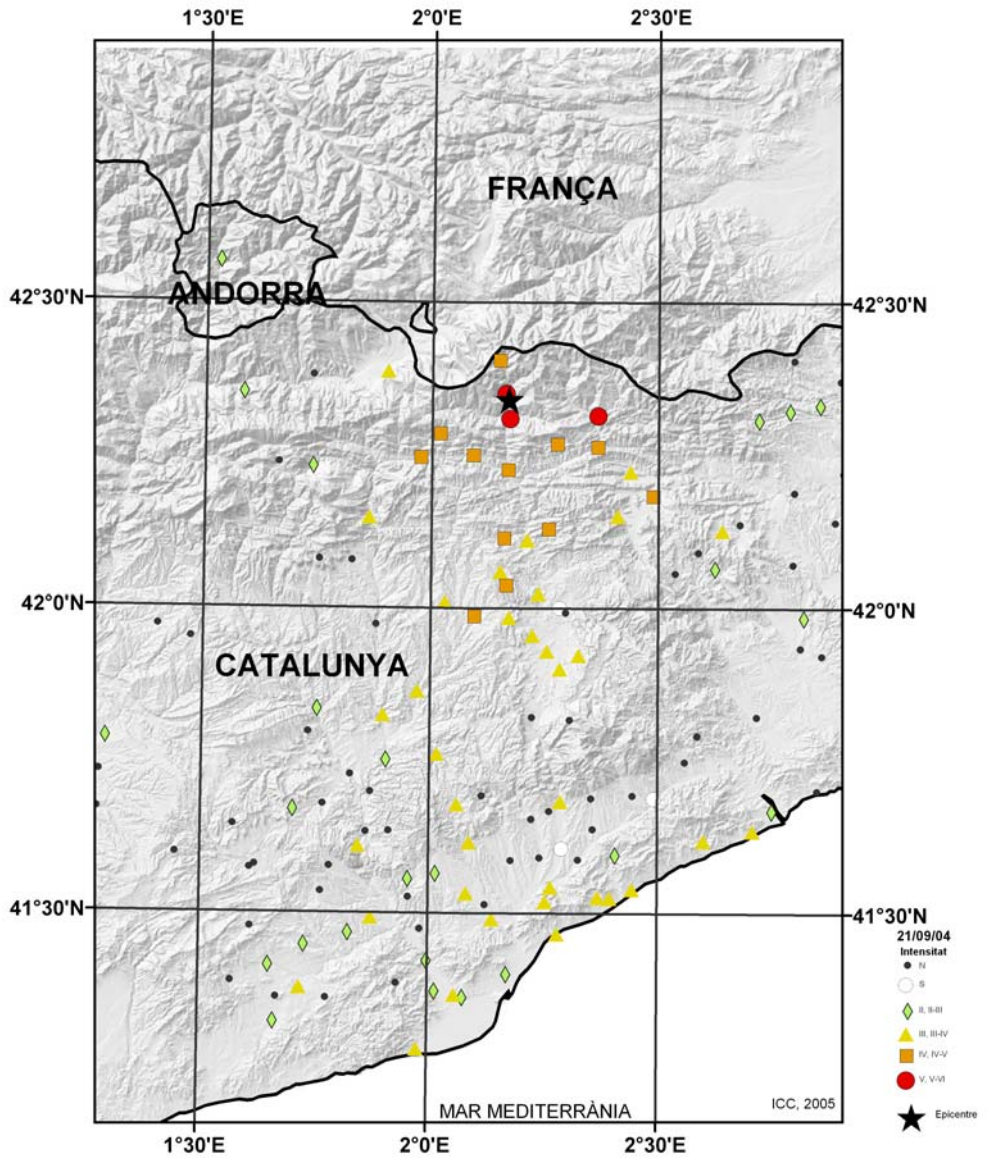 1°30'E 2°0'E 2°30'E
FRANÇA
42°30'N ANDORRA 42°30'N
42°0'N 42°0'N
CATALUNYA
41°30'N 41°30'N
21/09/04
Intensitat
N
S
II, II-III
III, III-IV
IV, IV-V
V, V-VI
Epicentre
MAR MEDITERRÀNIA
ICC, 2005
1°30'E 2°0'E 2°30'E